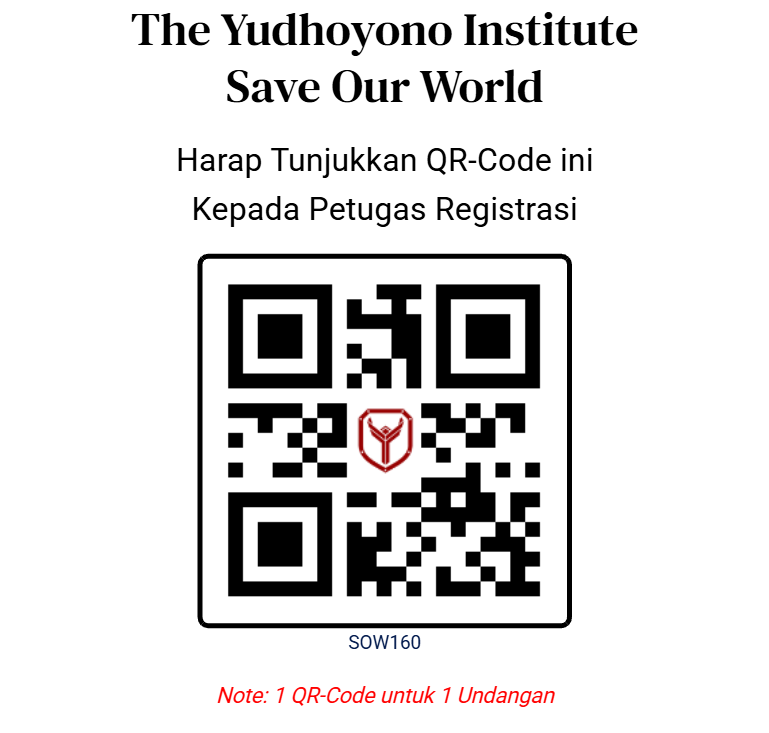 The Yudhoyono Institute
Save Our World
Harap Tunjukkan QR-Code ini
Kepada Petugas Registrasi
SOW160
Note: 1 QR-Code untuk 1 Undangan